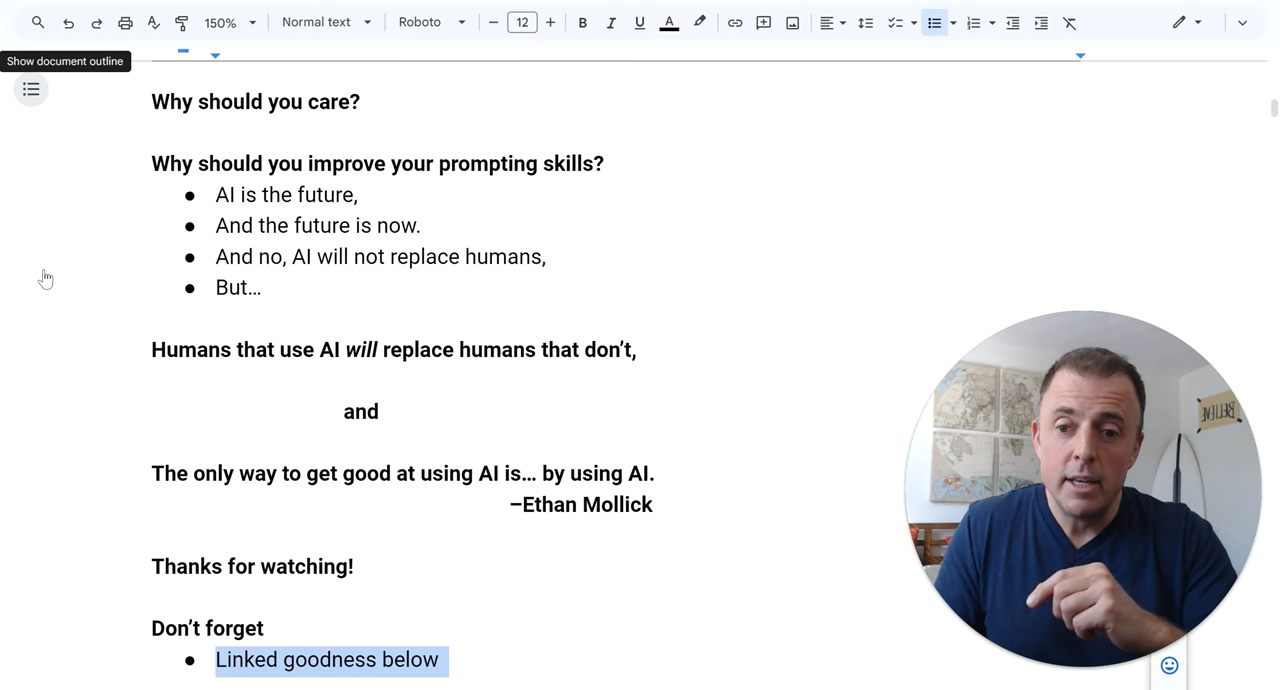 150%
Normal text
Roboto
12
B
I
U
A
Show document outline
Why should you care?
Why should you improve your prompting skills?
● AI is the future,
● And the future is now.
● And no, AI will not replace humans,
● But…
Humans that use AI will replace humans that don’t,
and
The only way to get good at using AI is… by using AI.
–Ethan Mollick
BELIEVE
Thanks for watching!
Don’t forget
● Linked goodness below